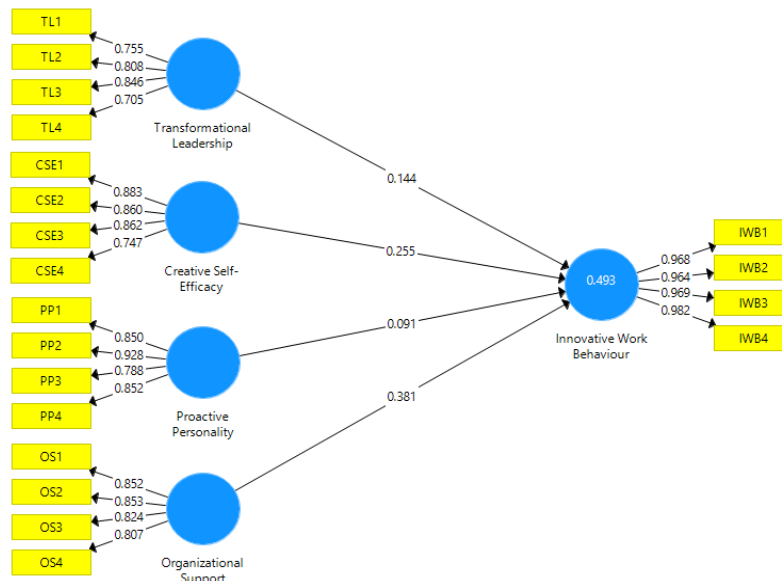 TL1
0.755
TL2
0.808
TL3
0.846
TL4
0.705
Transformational
Leadership
0.144
CSE1
0.883
CSE2
0.860
CSE3
0.862
CSE4
0.747
Creative Self-
Efficacy
0.255
PP1
0.850
PP2
0.928
PP3
0.788
PP4
0.852
Proactive
Personality
0.091
OS1
0.852
OS2
0.853
OS3
0.824
OS4
0.807
Organizational
Support
0.381
0.493
Innovative Work
Behaviour
0.968
IWB1
0.964
IWB2
0.969
IWB3
0.982
IWB4